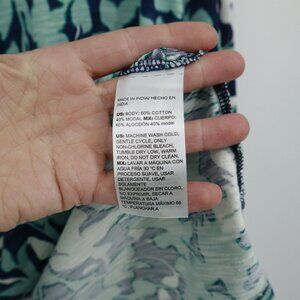 MADE IN INDIA/ HECHO EN
INDIA
US: BODY: 60% COTTON
40% MODAL MX: CUERPO:
60% ALGODÓN 40% modal
US: MACHINE WASH COLD,
GENTLE CYCLE, ONLY
NON-CHLORINE BLEACH,
TUMBLE DRY LOW, WARM
IRON, DO NOT DRY CLEAN.
MX: LAVAR A MÁQUINA CON
AGUA FRÍA 30 °C EN
PROCESO SUAVE, USAR
DETERGENTE, USAR
SOLAMENTE
BLANQUEADOR SIN CLORO,
NO EXPRIMIR, SECAR A
MÁQUINA A BAJA
TEMPERATURA MÁXIMO 60
PLANCHAR A